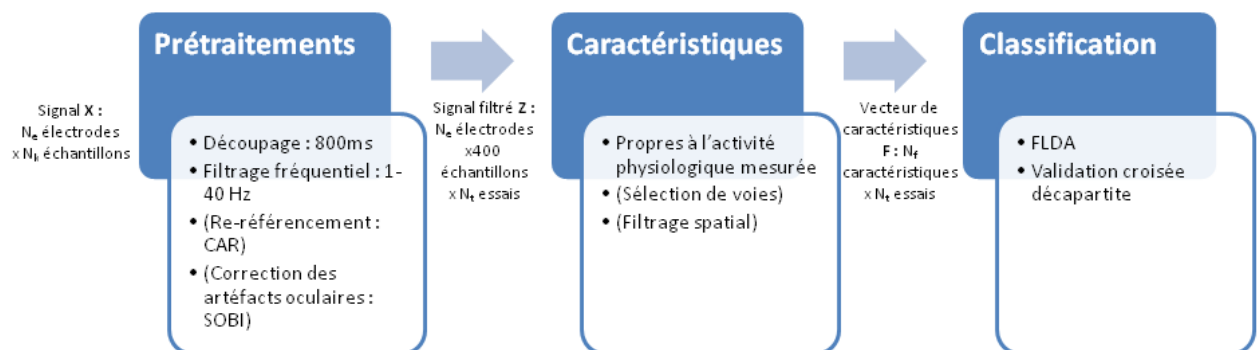 Signal X :
Nₑ électrodes
x Nₖ échantillons
Prétraitements
• Découpage : 800ms
• Filtrage fréquentiel : 1-
40 Hz
• (Re-référencement :
CAR)
• (Correction des
artéfacts oculaires :
SOBI)
Signal filtré Z :
Nₑ électrodes
x400
échantillons
x Nₜ essais
Caractéristiques
• Propres à l'activité
physiologique mesurée
• (Sélection de voies)
• (Filtrage spatial)
Vecteur de
caractéristiques
F : N_f
caractéristiques
x Nₜ essais
Classification
• FLDA
• Validation croisée
décapartite